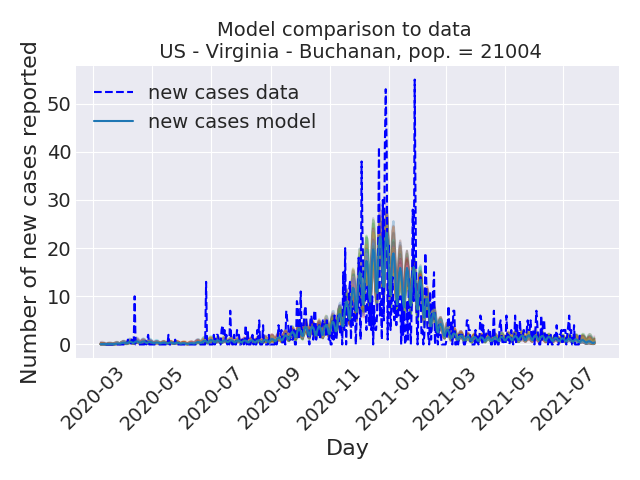 Model comparison to data
US - Virginia - Buchanan, pop. = 21004
Number of new cases reported
50
40
30
20
10
0
new cases data
new cases model
2020-03
2020-05
2020-07
2020-09
2020-11
2021-01
2021-03
2021-05
2021-07
Day